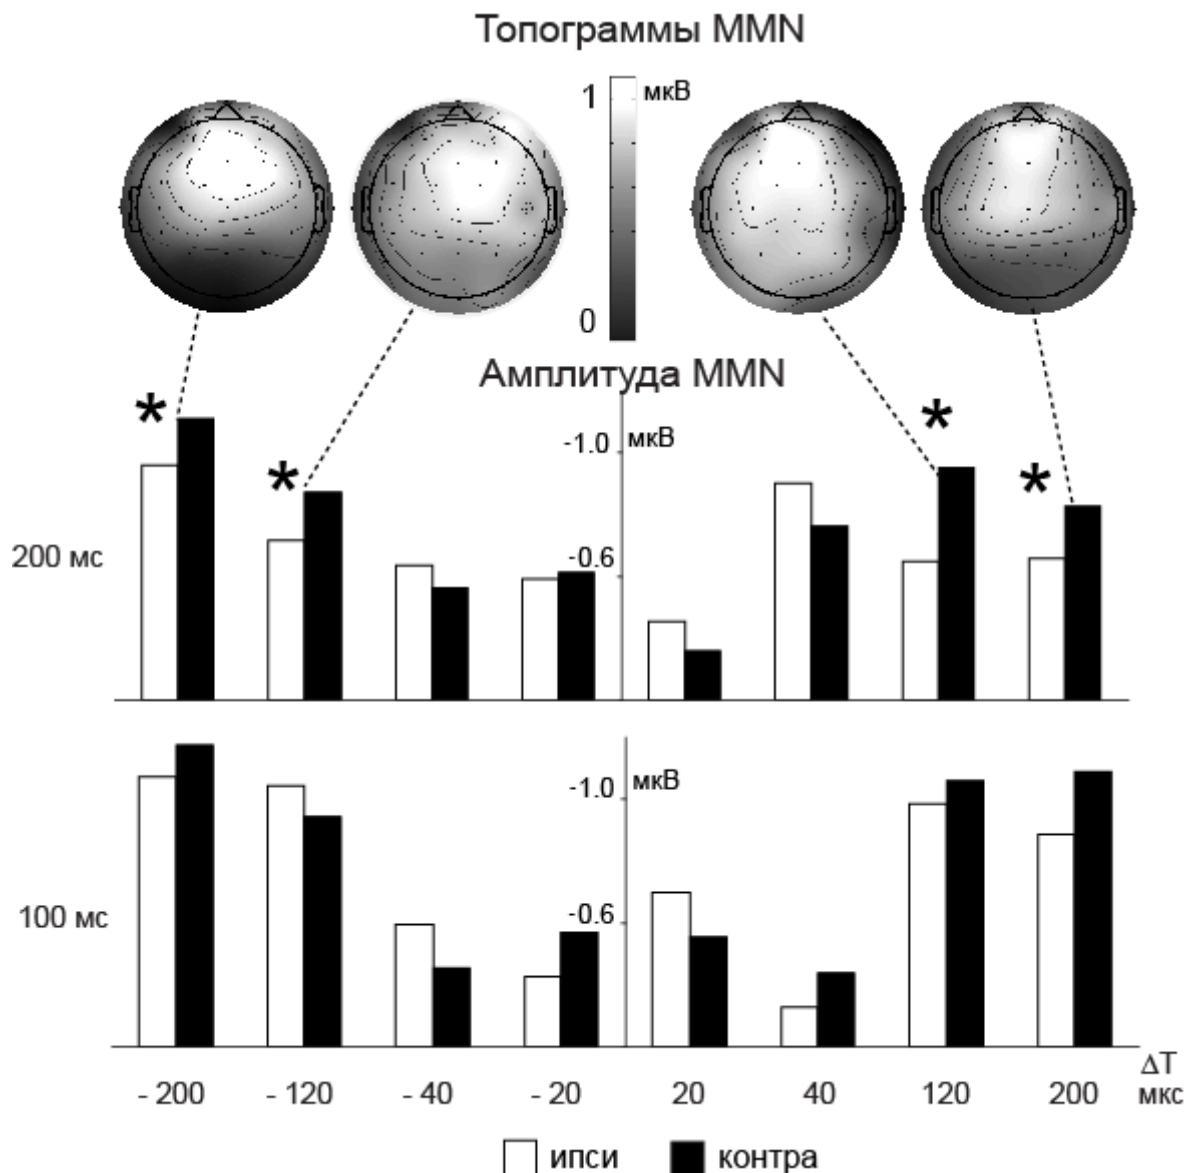 Топограммы MMN
1 мкВ
0
Амплитуда MMN
* * * *
-1.0 мкВ
200 мс
-0.6
-1.0 мкВ
100 мс
-0.6
- 200 - 120 - 40 - 20 20 40 120 200 ΔT мкс
ипси контра